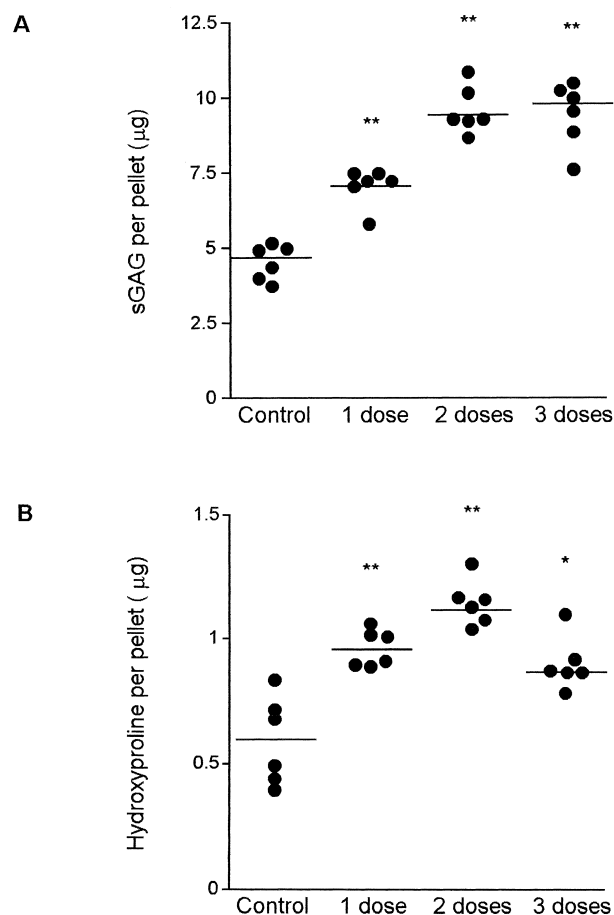 A
sGAG per pellet (μg)
12.5
10
7.5
5
2.5
0
**
**
**
Control 1 dose 2 doses 3 doses
B
Hydroxyproline per pellet ( μg)
1.5
1
0.5
0
**
**
*
Control 1 dose 2 doses 3 doses